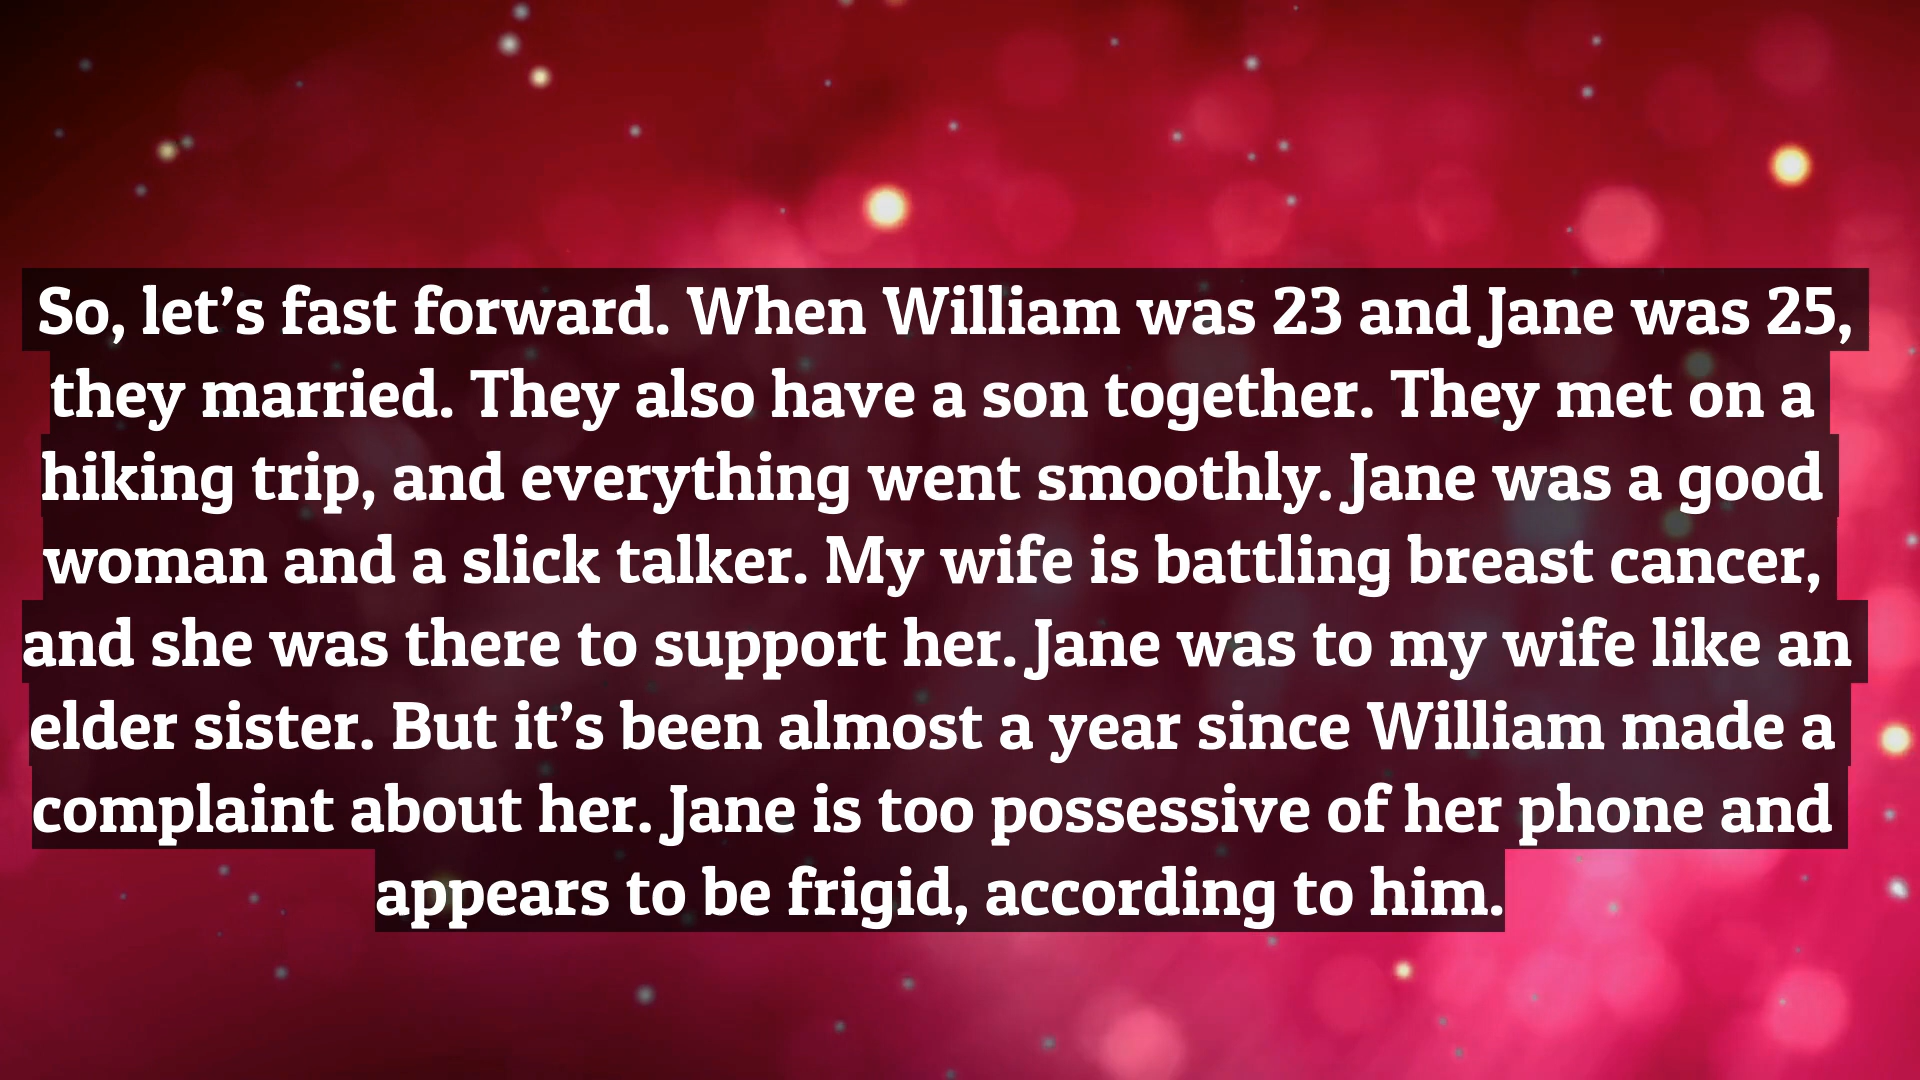 So, let’s fast forward. When William was 23 and Jane was 25,
they married. They also have a son together. They met on a
hiking trip, and everything went smoothly. Jane was a good
woman and a slick talker. My wife is battling breast cancer,
and she was there to support her. Jane was to my wife like an
elder sister. But it’s been almost a year since William made a
complaint about her. Jane is too possessive of her phone and
appears to be frigid, according to him.